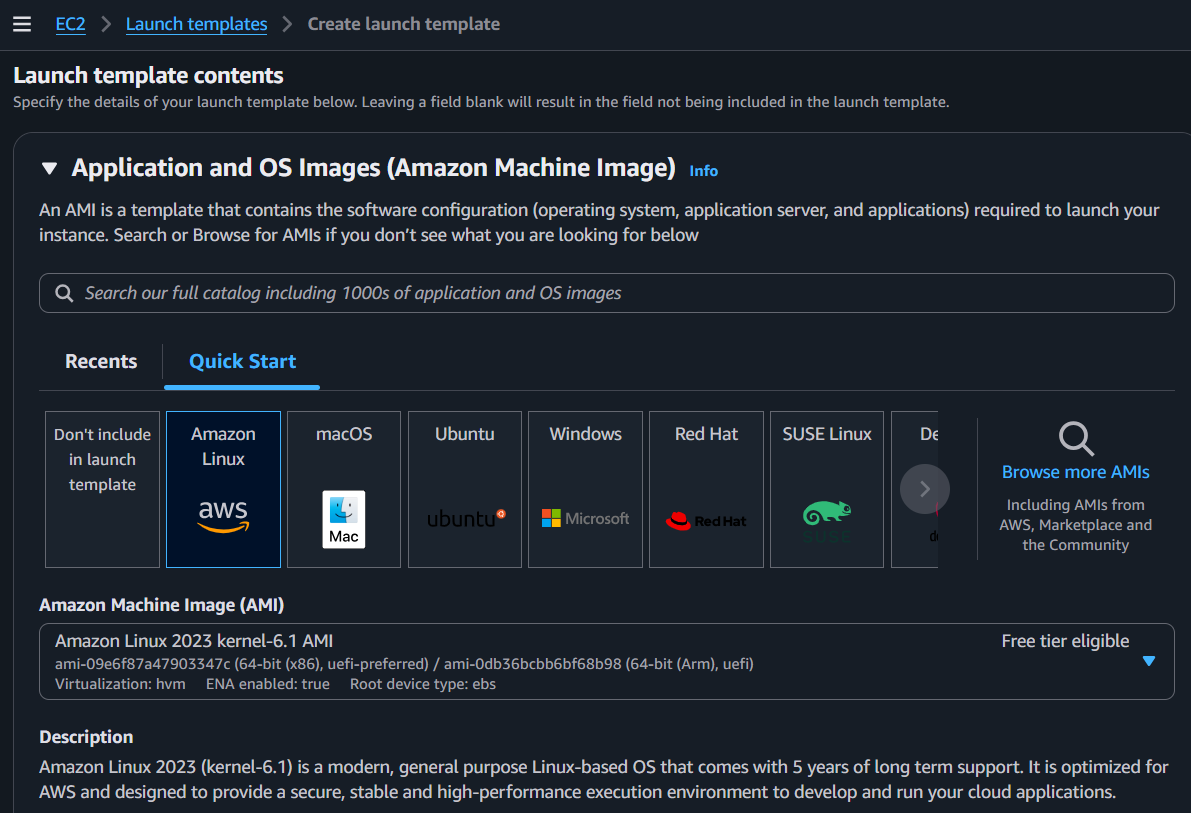 EC2 > Launch templates > Create launch template
Launch template contents
Specify the details of your launch template below. Leaving a field blank will result in the field not being included in the launch template.
Application and OS Images (Amazon Machine Image) Info
An AMI is a template that contains the software configuration (operating system, application server, and applications) required to launch your
instance. Search or Browse for AMIs if you don’t see what you are looking for below
Search our full catalog including 1000s of application and OS images
Recents
Quick Start
Don't include
in launch
template
Amazon
Linux
aws
macOS
Mac
Ubuntu
ubuntu
Windows
Microsoft
Red Hat
Red Hat
SUSE Linux
SUSE
De
de
Browse more AMIs
Including AMIs from
AWS, Marketplace and
the Community
Amazon Machine Image (AMI)
Amazon Linux 2023 kernel-6.1 AMI
Free tier eligible
ami-09e6f87a47903347c (64-bit (x86), uefi-preferred) / ami-0db36bcbb6bf68b98 (64-bit (Arm), uefi)
Virtualization: hvm ENA enabled: true Root device type: ebs
Description
Amazon Linux 2023 (kernel-6.1) is a modern, general purpose Linux-based OS that comes with 5 years of long term support. It is optimized for
AWS and designed to provide a secure, stable and high-performance execution environment to develop and run your cloud applications.